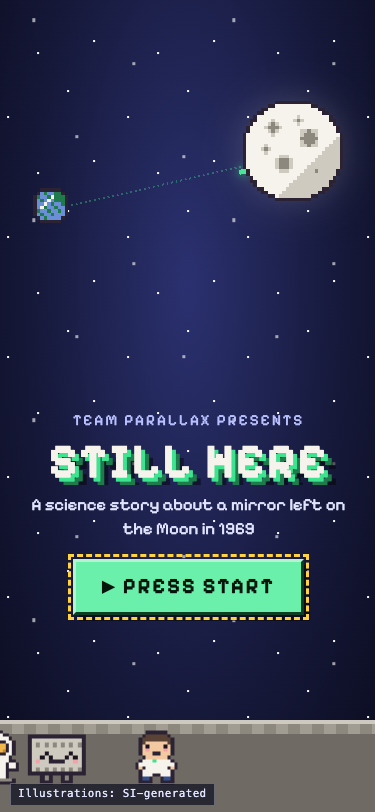 TEAM PARALLAX PRESENTS
STILL HERE
A science story about a mirror left on
the Moon in 1969
▶ PRESS START
Illustrations: SI-generated